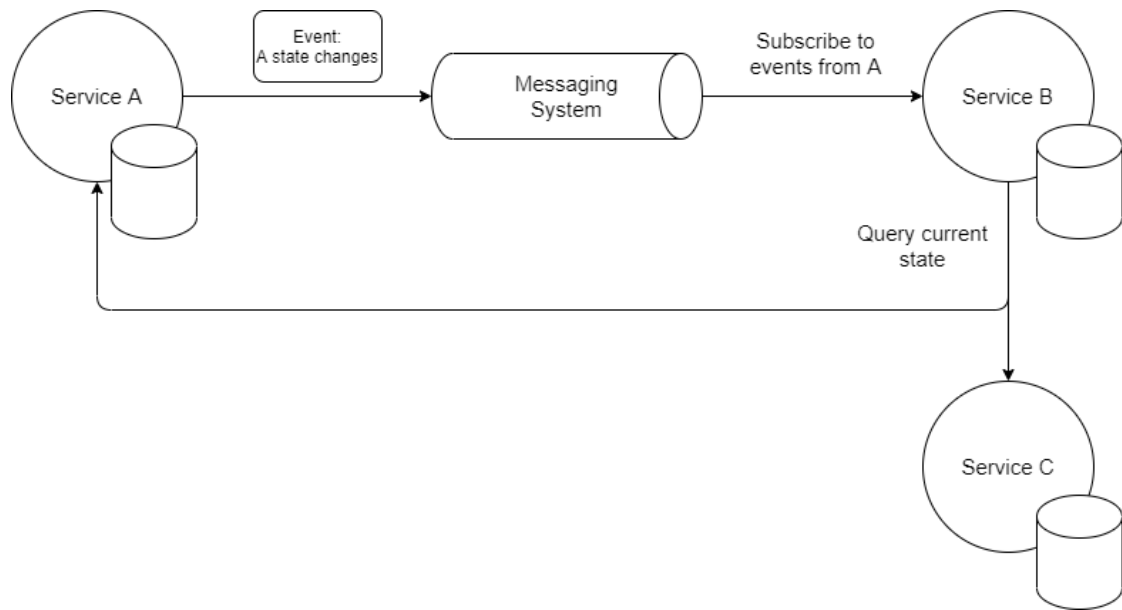 Service A
Event:
A state changes
Messaging
System
Subscribe to
events from A
Service B
Query current
state
Service C